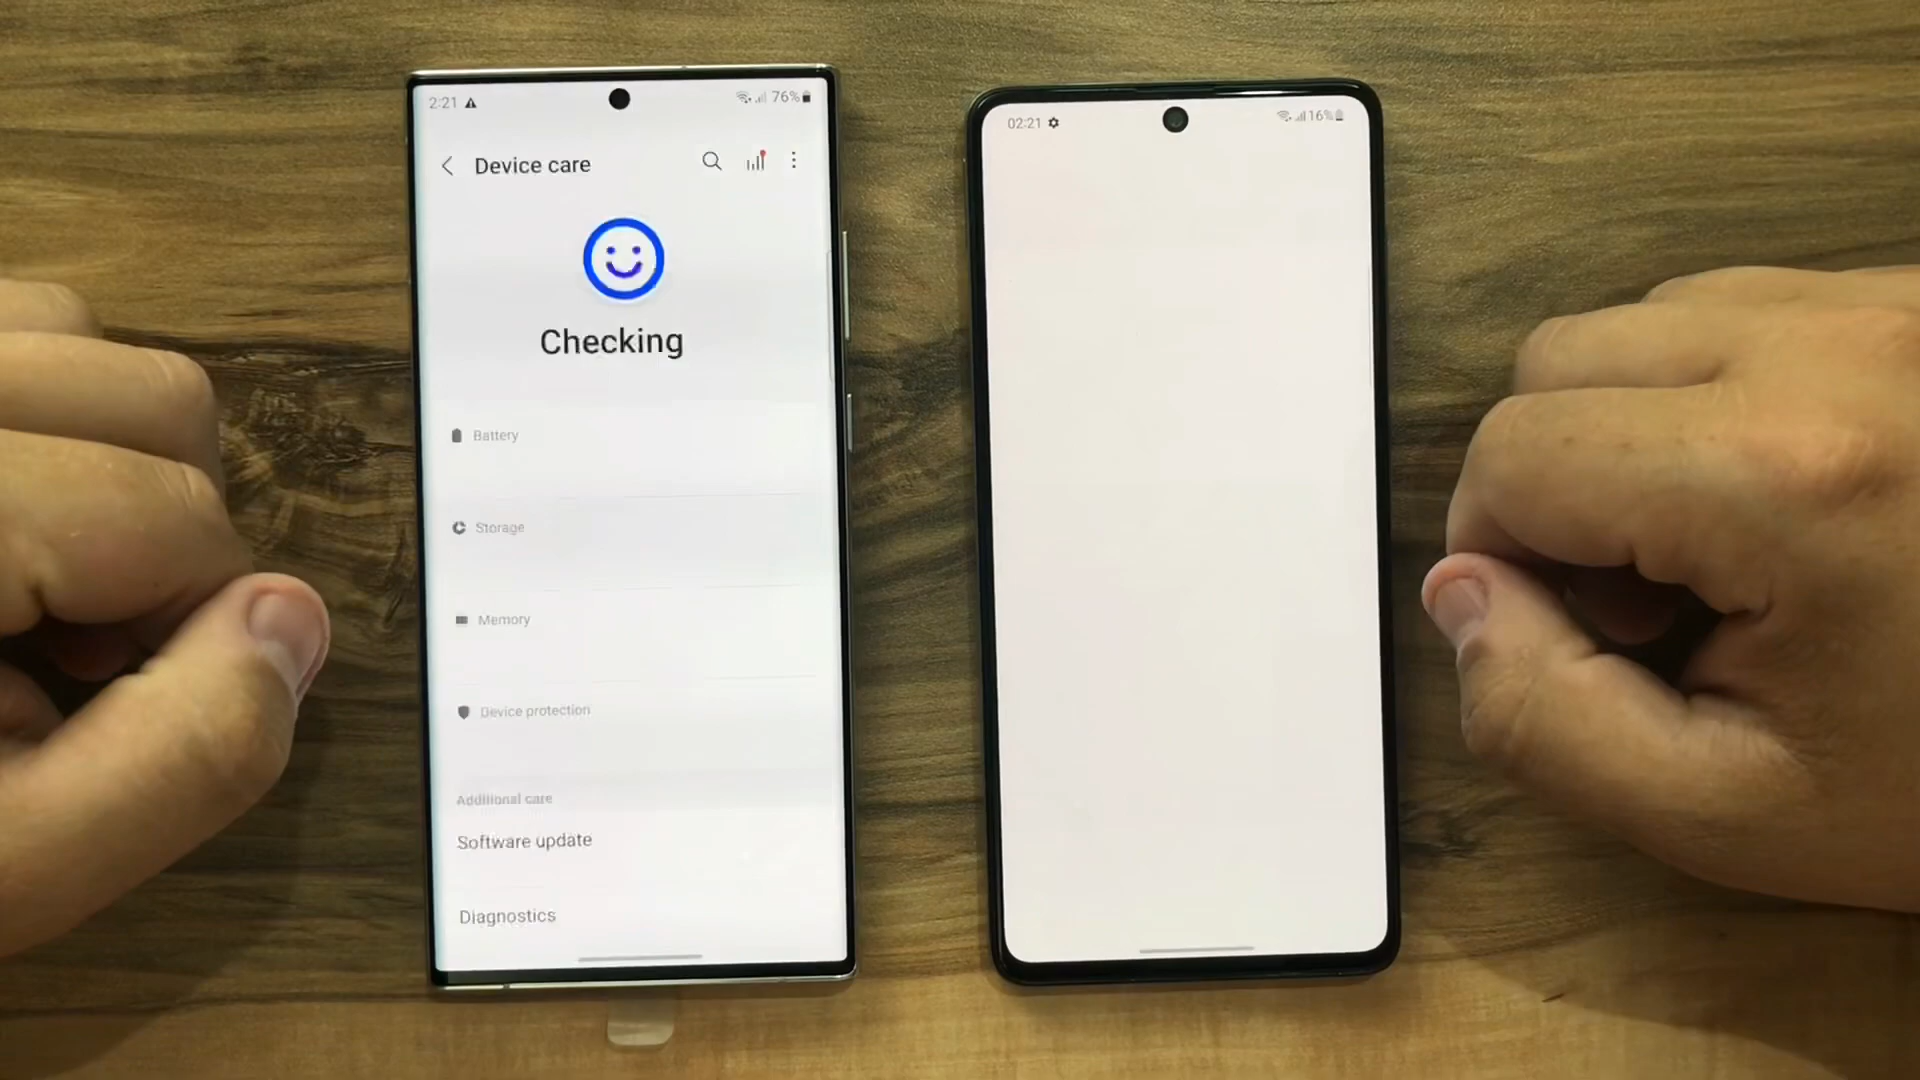 2:21
76%
Device care
Checking
Battery
Storage
Memory
Device protection
Additional care
Software update
Diagnostics
02:21
16%